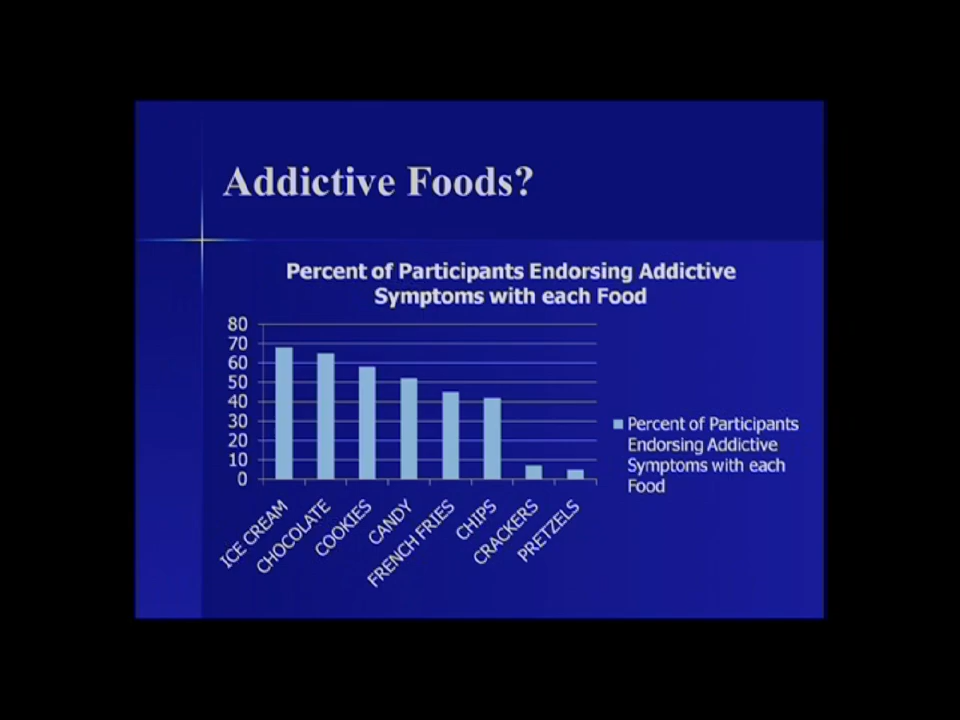 Addictive Foods?
Percent of Participants Endorsing Addictive
Symptoms with each Food
80
70
60
50
40
30
20
10
0
ICE CREAM
CHOCOLATE
COOKIES
CANDY
FRENCH FRIES
CHIPS
CRACKERS
PRETZELS
Percent of Participants
Endorsing Addictive
Symptoms with each
Food